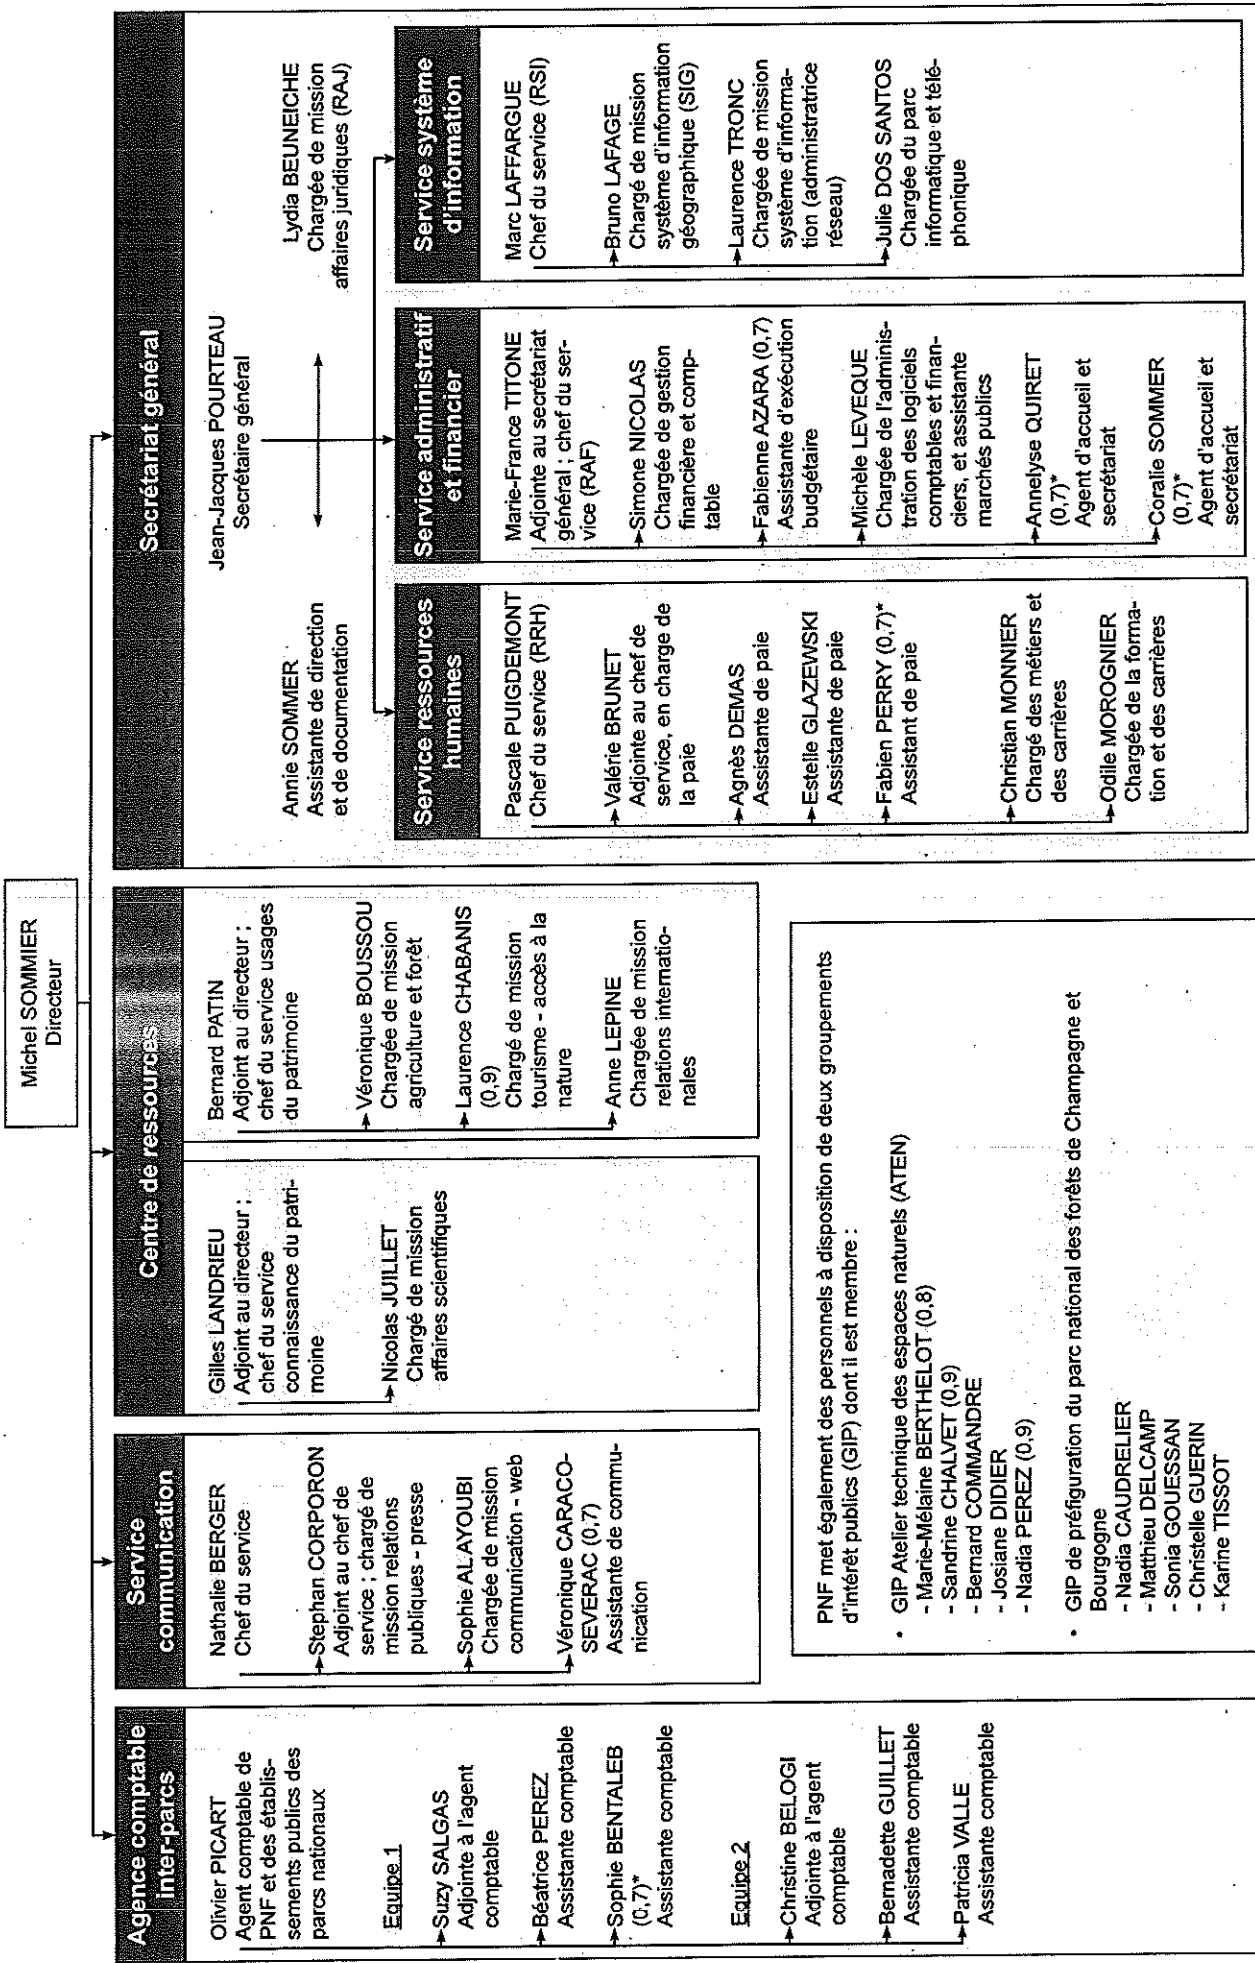 Michel SOMMIER
Directeur
Agence comptable
inter-parcs
Olivier PICART
Agent comptable de
PNF et des établis-
sements publics des
parcs nationaux
Equipe 1
Suzy SALGAS
Adjointe à l'agent
comptable
Béatrice PEREZ
Assistante comptable
Sophie BENTALEB
(0,7)*
Assistante comptable
Equipe 2
Christine BELOGI
Adjointe à l'agent
comptable
Bernadette GUILLET
Assistante comptable
Patricia VALLE
Assistante comptable
Service
communication
Nathalie BERGER
Chef du service
Stephan CORPORON
Adjoint au chef de
service ; chargé de
mission relations
publiques - presse
Sophie AL AYOUBI
Chargée de mission
communication - web
Véronique CARACO-
SEVERAC (0,7)
Assistante de commu-
nication
Centre de ressources
Gilles LANDRIEU
Adjoint au directeur ;
chef du service
connaissance du patri-
moine
Nicolas JUILLET
Chargé de mission
affaires scientifiques
Bernard PATIN
Adjoint au directeur ;
chef du service usages
du patrimoine
Véronique BOUSSOU
Chargée de mission
agriculture et forêt
Laurence CHABANIS
(0,9)
Chargé de mission
tourisme - accès à la
nature
Anne LEPINE
Chargée de mission
relations internatio-
nales
Secrétariat général
Jean-Jacques POURTEAU
Secrétaire général
Annie SOMMER
Assistante de direction
et de documentation
Lydia BEUNEICHE
Chargée de mission
affaires juridiques (RAJ)
Service ressources
humaines
Pascale PUIGDEMONT
Chef du service (RRH)
Valérie BRUNET
Adjointe au chef de
service, en charge de
la paie
Agnès DEMAS
Assistante de paie
Estelle GLAZEWSKI
Assistante de paie
Fabien PERRY (0,7)*
Assistant de paie
Christian MONNIER
Chargé des métiers et
des carrières
Odile MOROGNIER
Chargée de la forma-
tion et des carrières
Service administratif
et financier
Marie-France TITONE
Adjointe au secrétariat
général ; chef du ser-
vice (RAF)
Simone NICOLAS
Chargée de gestion
financière et comp-
table
Fabienne AZARA (0,7)
Assistante d'exécution
budgétaire
Michèle LEVEQUE
Chargée de l'adminis-
tration des logiciels
comptables et finan-
ciers, et assistante
marchés publics
Annelyse QUIRET
(0,7)*
Agent d'accueil et
secrétariat
Coralie SOMMER
(0,7)*
Agent d'accueil et
secrétariat
Service système
d'information
Marc LAFFARGUE
Chef du service (RSI)
Bruno LAFAGE
Chargé de mission
système d'information
géographique (SIG)
Laurence TRONC
Chargée de mission
système d'informa-
tion (administratrice
réseau)
Julie DOS SANTOS
Chargée du parc
informatique et télé-
phonique
PNF met également des personnels à disposition de deux groupements
d'intérêt publics (GIP) dont il est membre :
• GIP Atelier technique des espaces naturels (ATEN)
- Marie-Mélaine BERTHELOT (0,8)
- Sandrine CHALVET (0,9)
- Bernard COMMANDRE
- Josiane DIDIER
- Nadia PEREZ (0,9)
• GIP de préfiguration du parc national des forêts de Champagne et
Bourgogne
- Nadia CAUDRELIER
- Matthieu DELCAMP
- Sonia GOUESSAN
- Christelle GUERIN
- Karine TISSOT